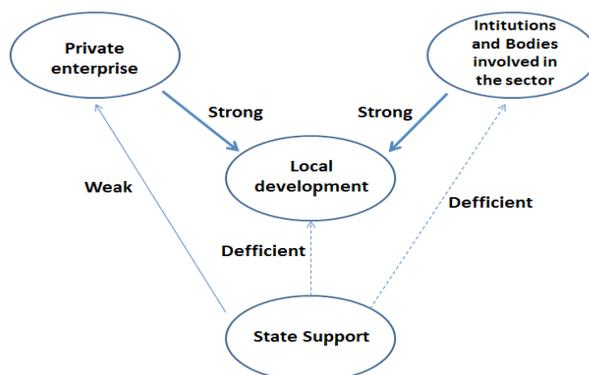 Private
enterprise
Intitutions
and Bodies
involved in
the sector
Strong
Strong
Local
development
Weak
Defficient
Defficient
State Support